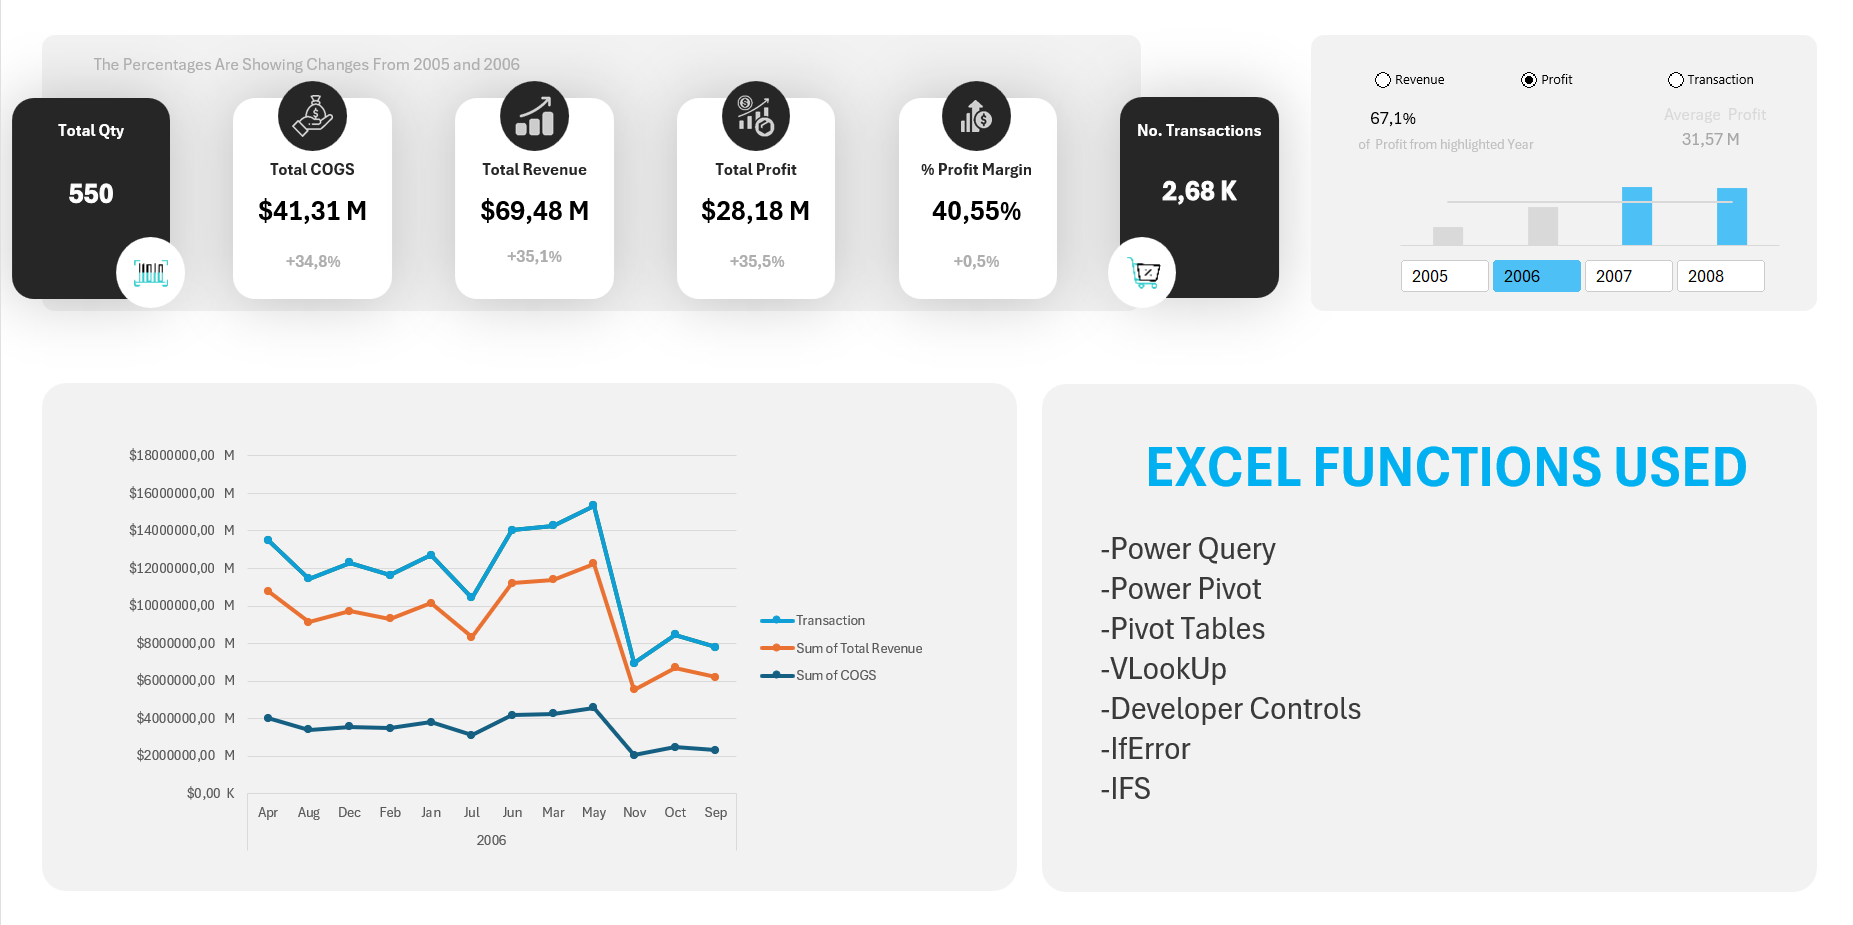 The Percentages Are Showing Changes From 2005 and 2006
Total Qty
550
Total COGS
$41,31 M
+34,8%
Total Revenue
$69,48 M
+35,1%
Total Profit
$28,18 M
+35,5%
% Profit Margin
40,55%
+0,5%
No. Transactions
2,68 K
Revenue
Profit
Transaction
67,1%
of Profit from highlighted Year
Average Profit
31,57 M
2005
2006
2007
2008
$18000000,00 M
$16000000,00 M
$14000000,00 M
$12000000,00 M
$10000000,00 M
$8000000,00 M
$6000000,00 M
$4000000,00 M
$2000000,00 M
$0,00 K
Apr Aug Dec Feb Jan Jul Jun Mar May Nov Oct Sep
2006
Transaction
Sum of Total Revenue
Sum of COGS
EXCEL FUNCTIONS USED
-Power Query
-Power Pivot
-Pivot Tables
-VLookUp
-Developer Controls
-IfError
-IFS